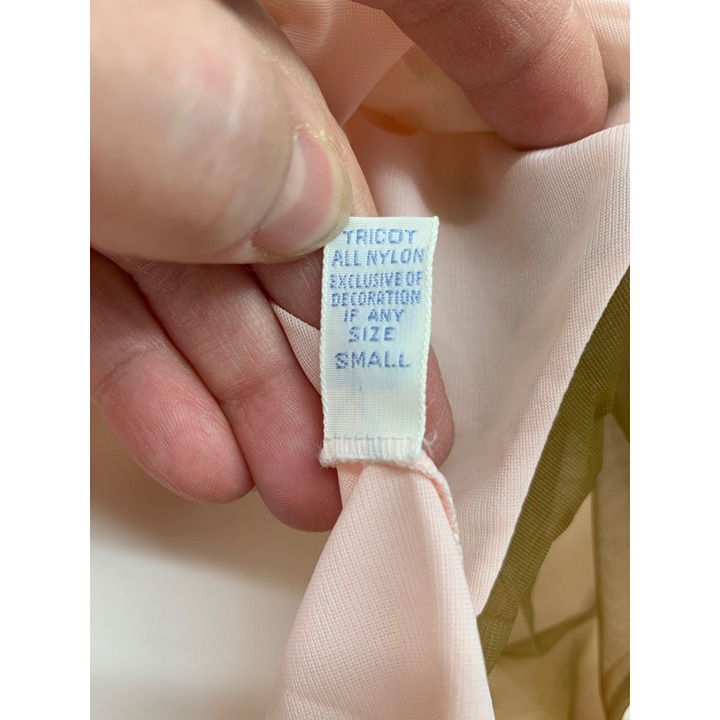 TRICOT
ALL NYLON
EXCLUSIVE OF
DECORATION
IF ANY
SIZE
SMALL